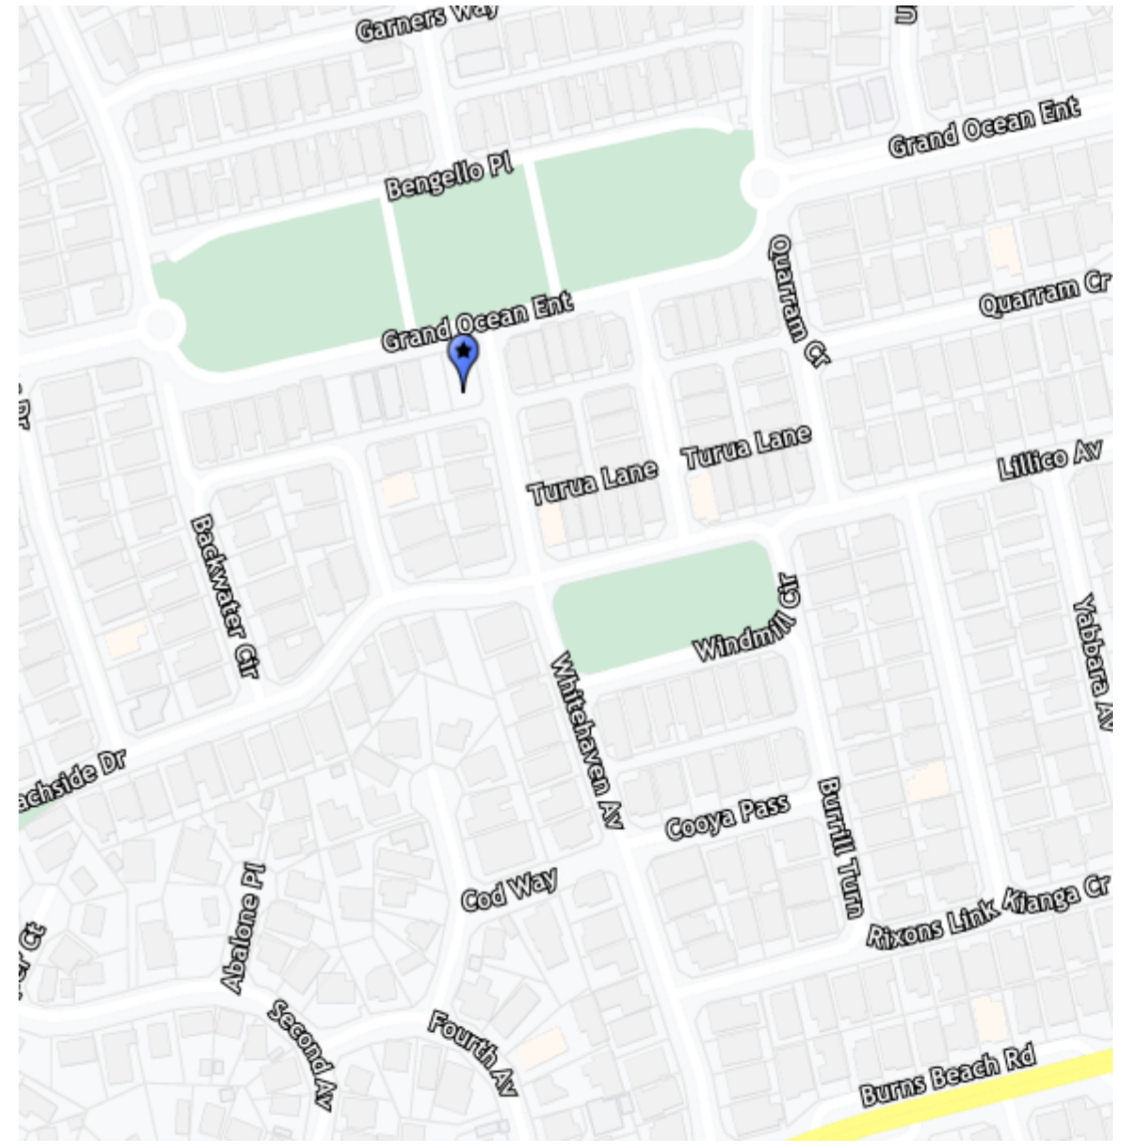 Garners Way
Grand Ocean Ent
Bengello Pl
Quarram Cr
Quarram Cr
Grand Ocean Ent
Turua Lane
Turua Lane
Lillico Av
Backwater Cir
Windmill Cir
Yabbara Av
Whitehaven Av
achside Dr
Cooya Pass
Burrill Turn
Cod Way
Abalone Pl
Rixons Link
Kianga Cr
Second Av
Fourth Av
Burns Beach Rd